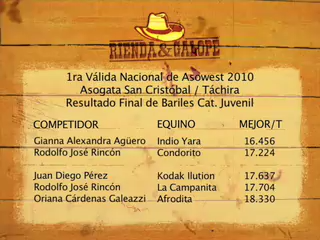 RIENDA & GALOPE
1ra Válida Nacional de Asowest 2010
Asogata San Cristóbal / Táchira
Resultado Final de Bariles Cat. Juvenil
COMPETIDOR EQUINO MEJOR/T
Gianna Alexandra Agüero Indio Yara 16.456
Rodolfo José Rincón Condorito 17.224
Juan Diego Pérez Kodak Ilution 17.637
Rodolfo José Rincón La Campanita 17.704
Oriana Cárdenas Galeazzi Afrodita 18.330